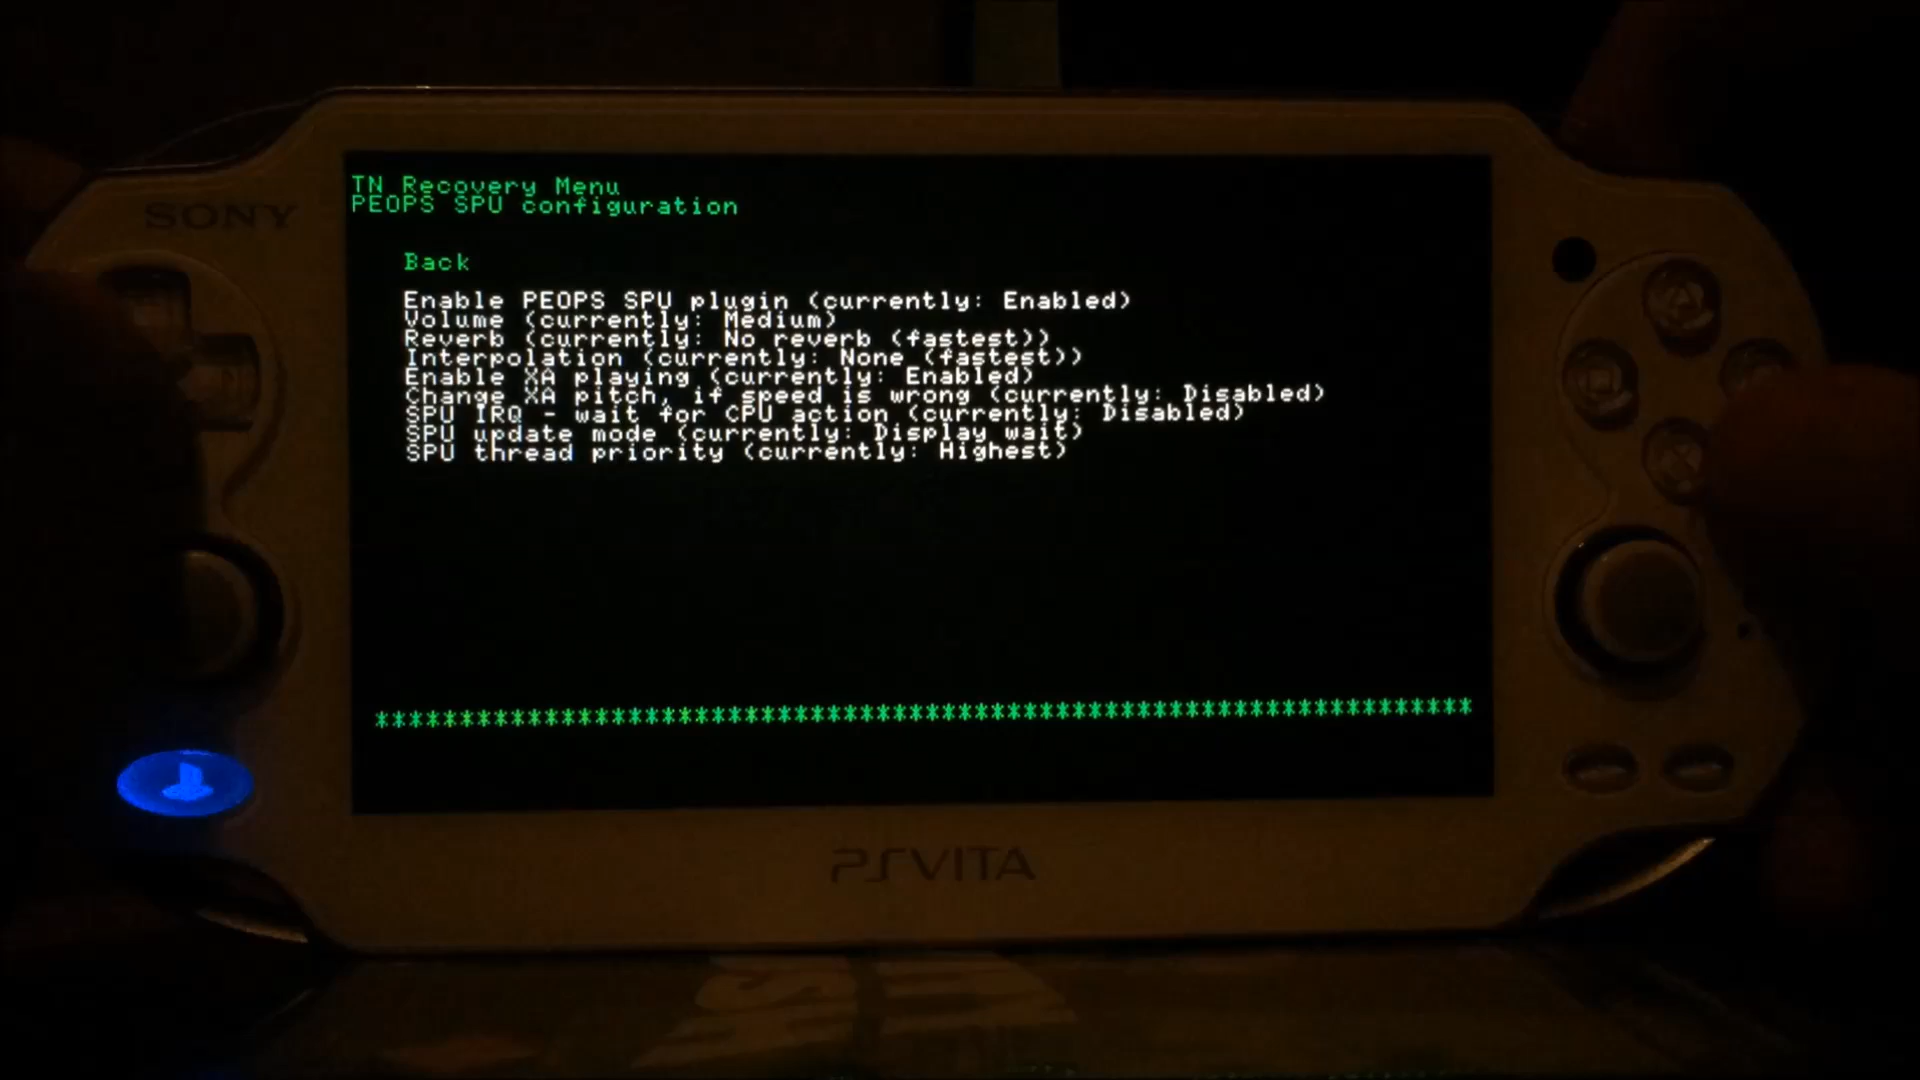 TN Recovery Menu
PEOPS SPU configuration
SONY
Back
Enable PEOPS SPU plugin (currently: Enabled)
Volume (currently: Medium)
Reverb (currently: No reverb (fastest))
Interpolation (currently: None (fastest))
Enable XA playing (currently: Enabled)
Change XA pitch, if speed is wrong (currently: Disabled)
SPU IRQ - wait for CPU action (currently: Disabled)
SPU update mode (currently: Display wait)
SPU thread priority (currently: Highest)
*****************************************************************
PSVITA